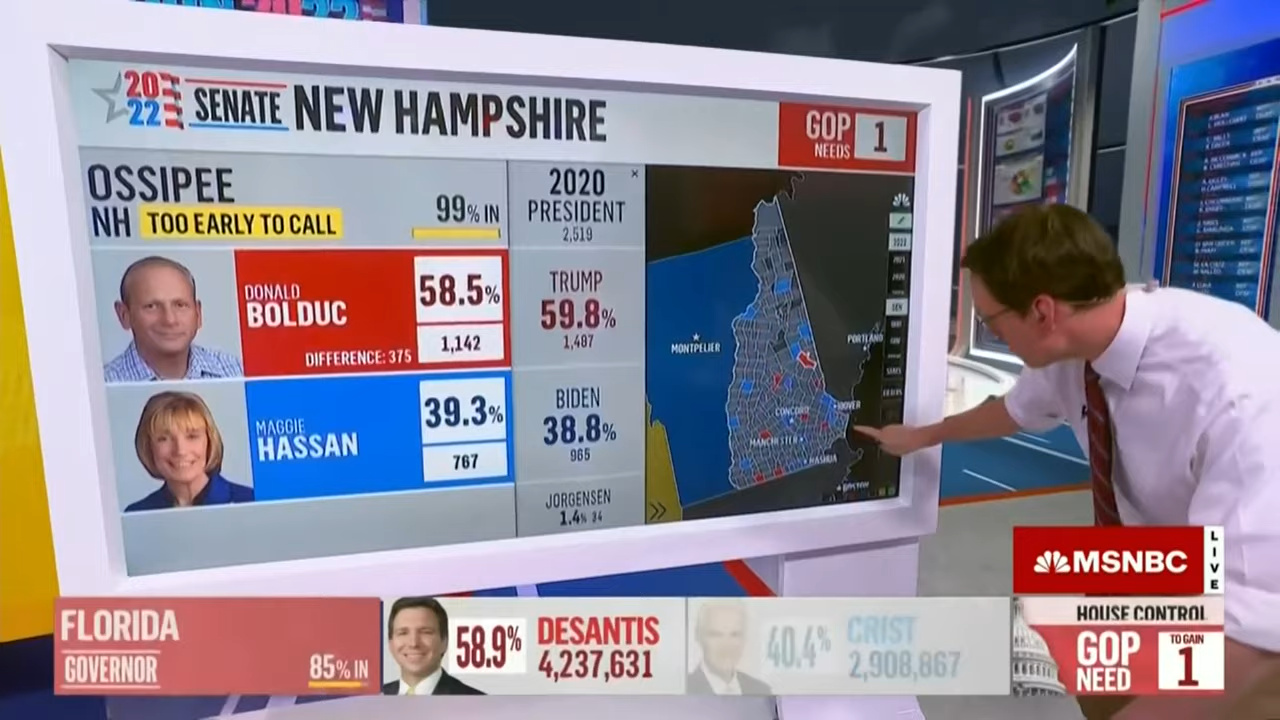 2022
SENATE NEW HAMPSHIRE
GOP NEEDS 1
OSSIPEE
NH TOO EARLY TO CALL 99% IN
DONALD
BOLDUC
58.5%
1,142
DIFFERENCE: 375
MAGGIE
HASSAN
39.3%
767
2020
PRESIDENT
2,519
TRUMP
59.8%
1,487
BIDEN
38.8%
965
JORGENSEN
1.4% 34
MONTPELIER
PORTLAND
CONCORD
DOVER
MANCHESTER
NASHUA
BOSTON
MSNBC
LIVE
FLORIDA
GOVERNOR
85% IN
58.9%
DESANTIS
4,237,631
40.4%
CRIST
2,908,867
HOUSE CONTROL
GOP
NEED
TO GAIN
1